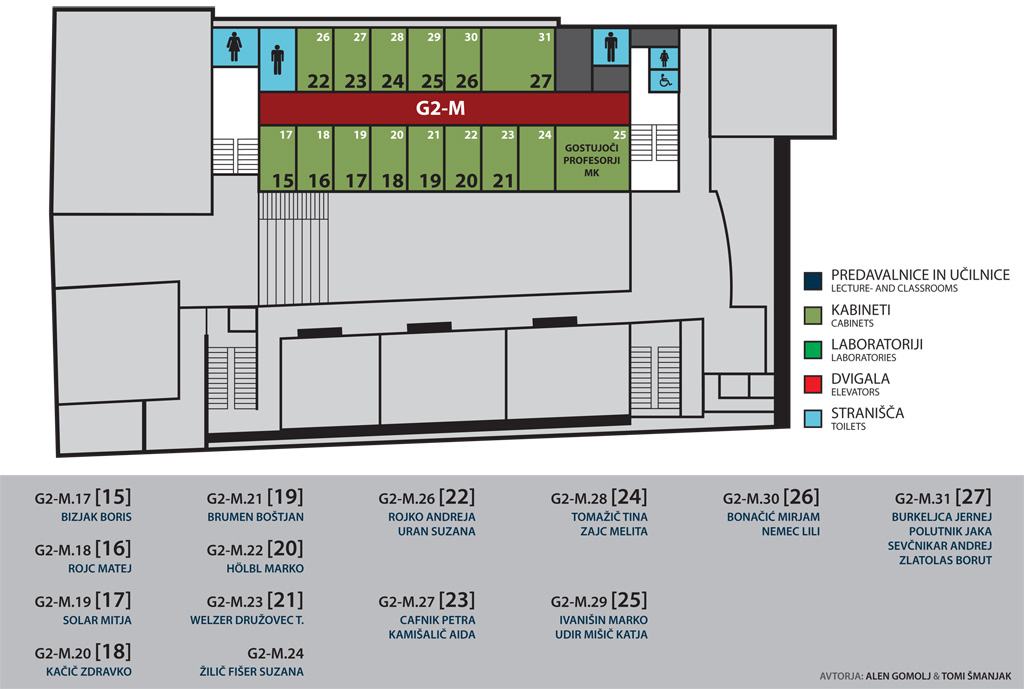 26 27 28 29 30 31
22 23 24 25 26 27
G2-M
17 18 19 20 21 22 23 24 25
GOSTUJOČI
PROFESORJI
MK
15 16 17 18 19 20 21
PREDAVALNICE IN UČILNICE
LECTURE- AND CLASSROOMS
KABINETI
CABINETS
LABORATORIJI
LABORATORIES
DVIGALA
ELEVATORS
STRANIŠČA
TOILETS
G2-M.17 [15]
BIZJAK BORIS
G2-M.18 [16]
ROJC MATEJ
G2-M.19 [17]
SOLAR MITJA
G2-M.20 [18]
KAČIČ ZDRAVKO
G2-M.21 [19]
BRUMEN BOŠTJAN
G2-M.22 [20]
HÖLBL MARKO
G2-M.23 [21]
WELZER DRUŽOVEC T.
G2-M.24
ŽILIČ FIŠER SUZANA
G2-M.26 [22]
ROJKO ANDREJA
URAN SUZANA
G2-M.27 [23]
CAFNIK PETRA
KAMIŠALIĆ AIDA
G2-M.28 [24]
TOMAŽIČ TINA
ZAJC MELITA
G2-M.29 [25]
IVANIŠIN MARKO
UDIR MIŠIČ KATJA
G2-M.30 [26]
BONAČIĆ MIRJAM
NEMEC LILI
G2-M.31 [27]
BURKELJCA JERNEJ
POLUTNIK JAKA
SEVČNIKAR ANDREJ
ZLATOLAS BORUT
AVTORJA: ALEN GOMOLJ & TOMI ŠMANJAK